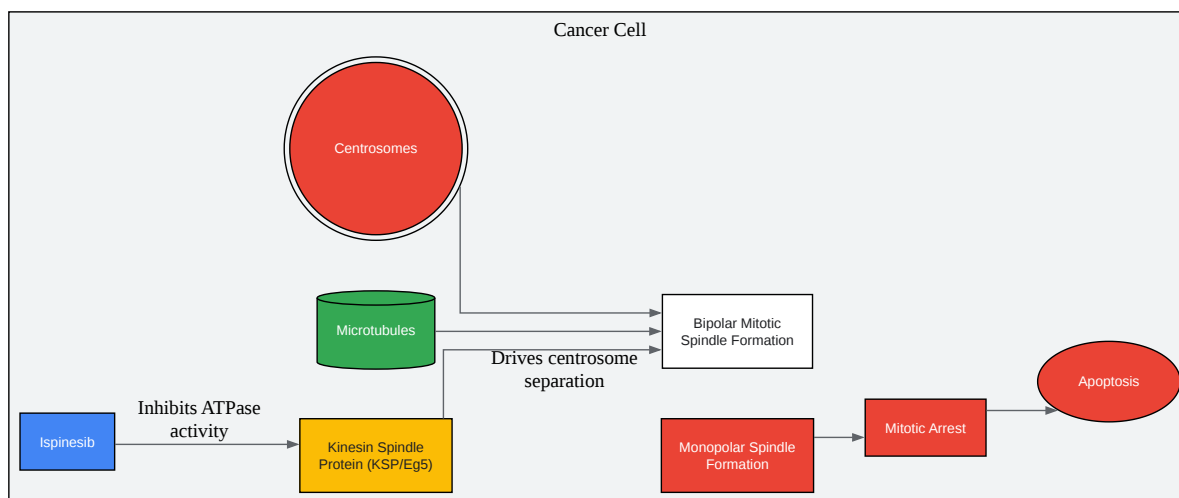 Cancer Cell
Centrosomes
Microtubules
Bipolar Mitotic
Spindle Formation
Drives centrosome
separation
Apoptosis
Inhibits ATPase
activity
Ispinesib
Kinesin Spindle
Protein (KSP/Eg5)
Monopolar Spindle
Formation
Mitotic Arrest